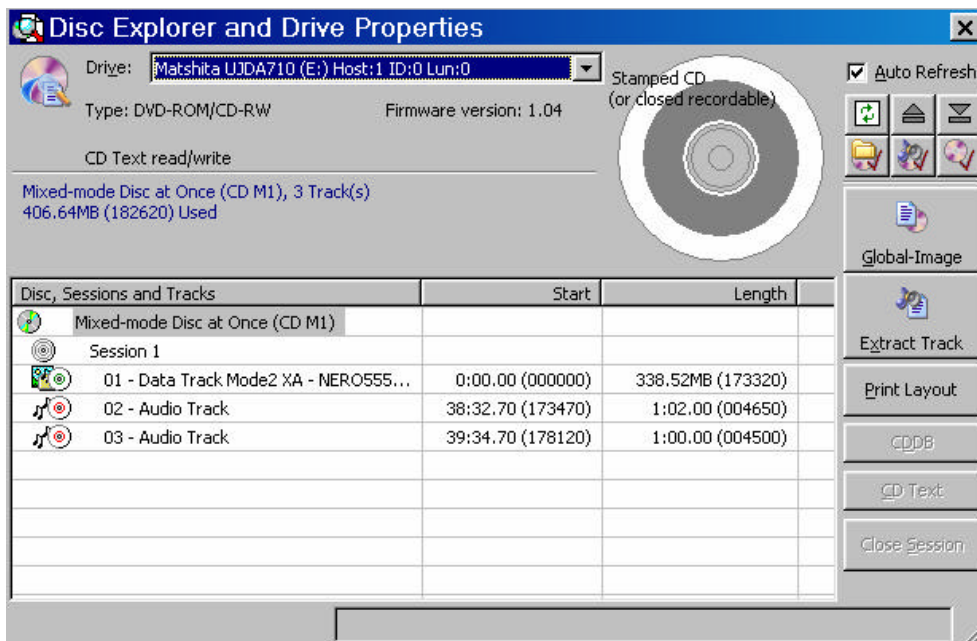 Disc Explorer and Drive Properties
Drive: Matshita UJDA710 (E:) Host:1 ID:0 Lun:0
Type: DVD-ROM/CD-RW Firmware version: 1.04
CD Text read/write
Mixed-mode Disc at Once (CD M1), 3 Track(s)
406.64MB (182620) Used
Stamped CD
(or closed recordable)
Auto Refresh
Global-Image
Extract Track
Print Layout
CDDB
CD Text
Close Session
Disc, Sessions and Tracks Start Length
Mixed-mode Disc at Once (CD M1)
Session 1
01 - Data Track Mode2 XA - NERO555... 0:00.00 (000000) 338.52MB (173320)
02 - Audio Track 38:32.70 (173470) 1:02.00 (004650)
03 - Audio Track 39:34.70 (178120) 1:00.00 (004500)